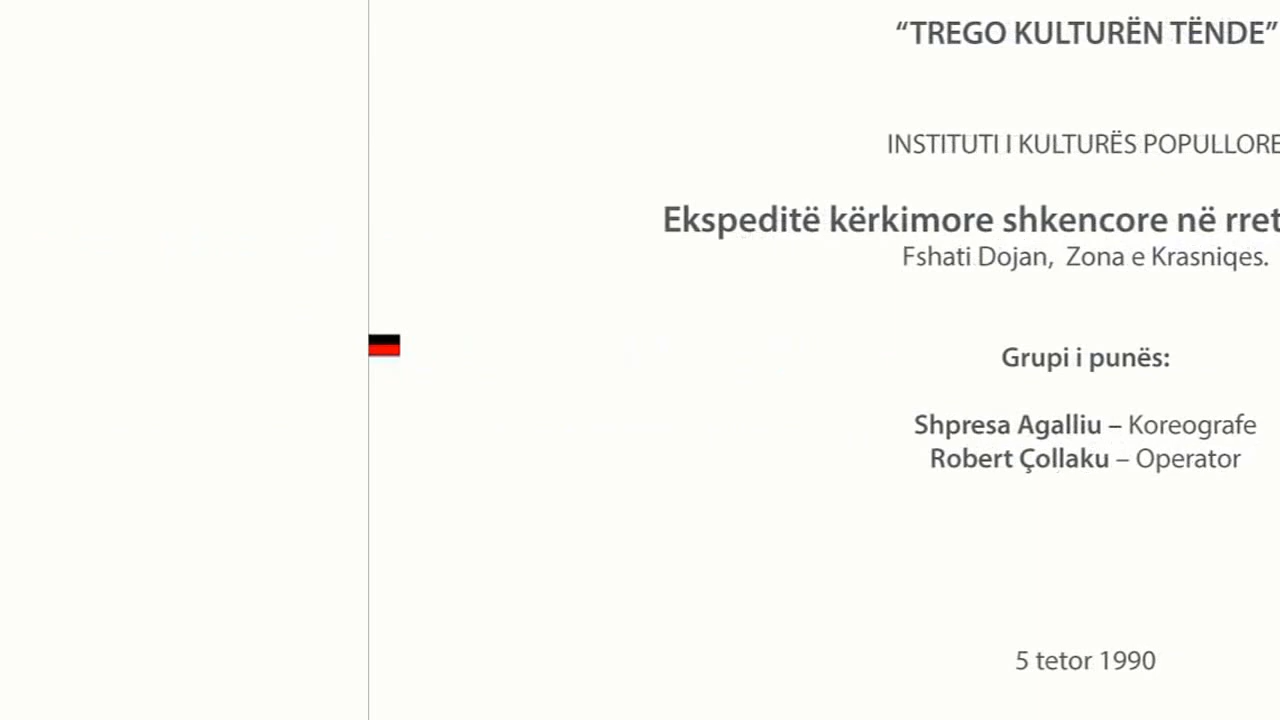 “TREGO KULTURËN TËNDE”
INSTITUTI I KULTURËS POPULLORE
Ekspeditë kërkimore shkencore në
Fshati Dojan, Zona e Krasniqes.
Grupi i punës:
Shpresa Agalliu – Koreografe
Robert Çollaku – Operator
5 tetor 1990